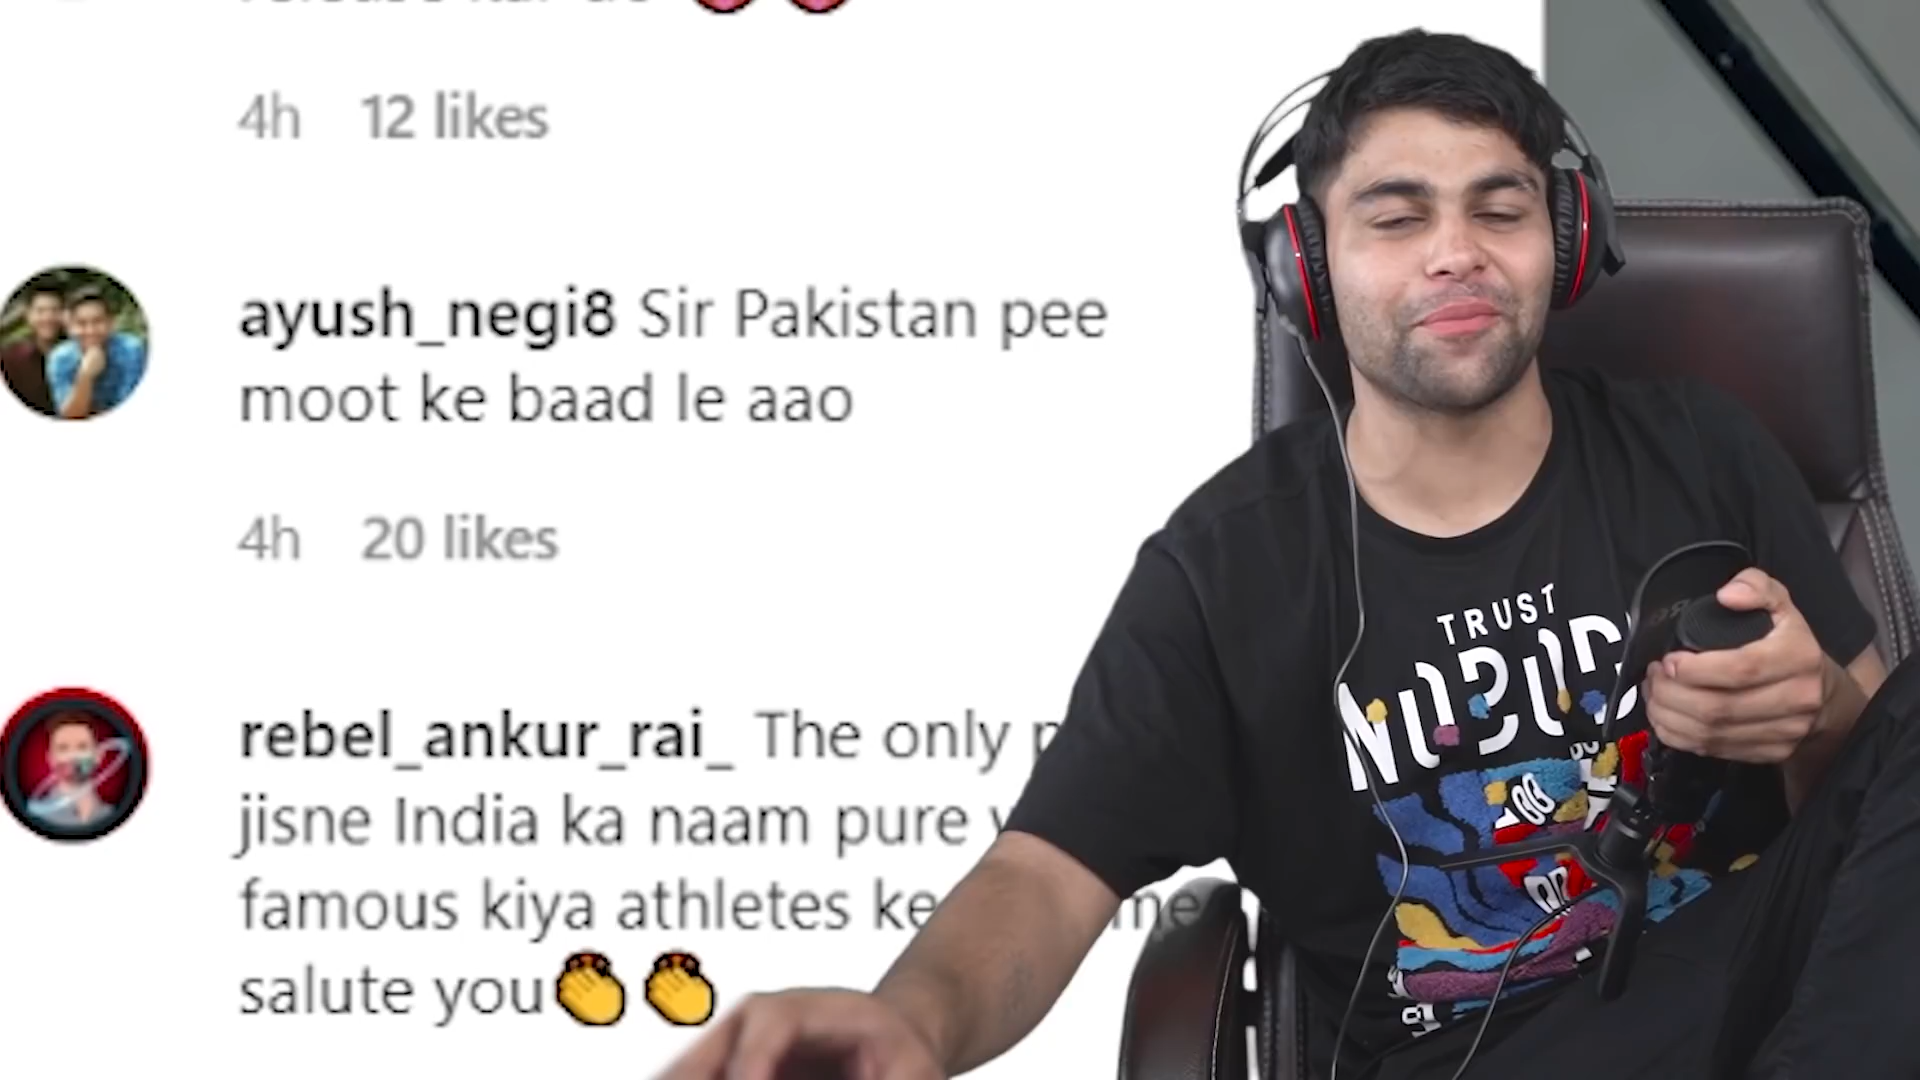 4h 12 likes
ayush_negi8 Sir Pakistan pee
moot ke baad le aao
4h 20 likes
rebel_ankur_rai_ The only
jisne India ka naam pure
famous kiya athletes ke
salute you👏👏
TRUST